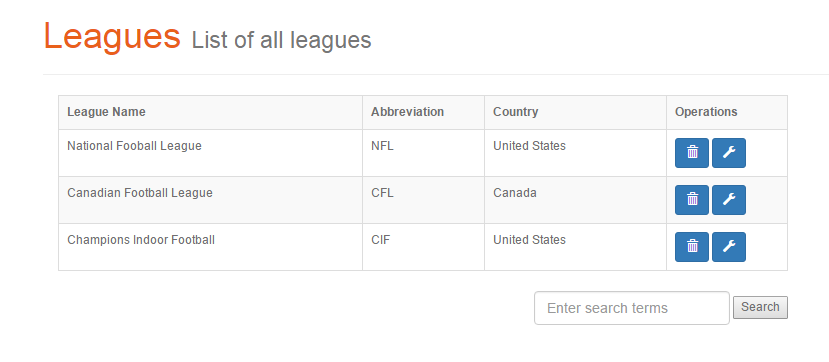 Leagues List of all leagues
League Name Abbreviation Country Operations
National Fooball League NFL United States
Canadian Football League CFL Canada
Champions Indoor Football CIF United States
Enter search terms Search